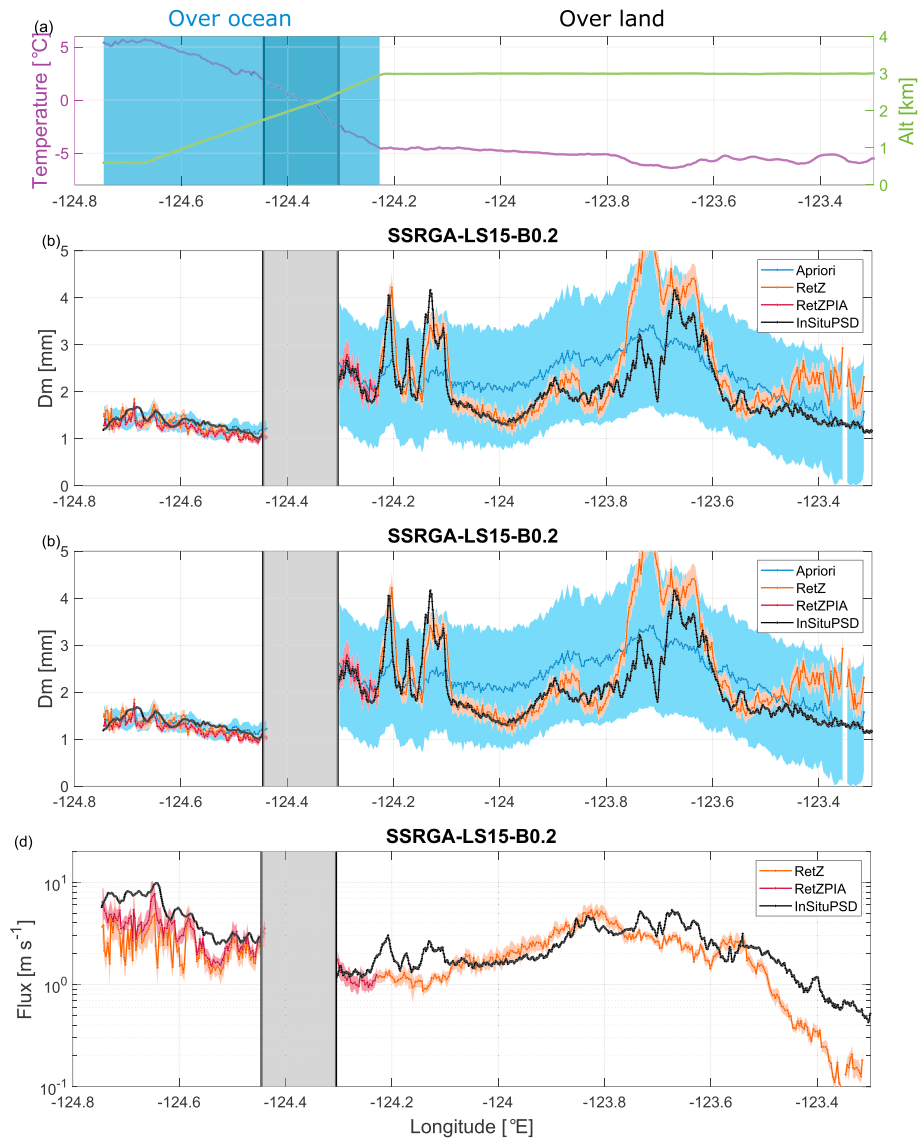 Over ocean
Over land
(a)
Temperature [°C]
5
0
-5
4
3
2
1
0
Alt [km]
-124.8
-124.6
-124.4
-124.2
-124
-123.8
-123.6
-123.4
(b)
SSRGA-LS15-B0.2
Dm [mm]
5
4
3
2
1
0
Apriori
RetZ
RetZPIA
InSituPSD
-124.8
-124.6
-124.4
-124.2
-124
-123.8
-123.6
-123.4
(b)
SSRGA-LS15-B0.2
Dm [mm]
5
4
3
2
1
0
Apriori
RetZ
RetZPIA
InSituPSD
-124.8
-124.6
-124.4
-124.2
-124
-123.8
-123.6
-123.4
(d)
SSRGA-LS15-B0.2
Flux [m s⁻¹]
10¹
10⁰
10⁻¹
RetZ
RetZPIA
InSituPSD
-124.8
-124.6
-124.4
-124.2
-124
-123.8
-123.6
-123.4
Longitude [°E]